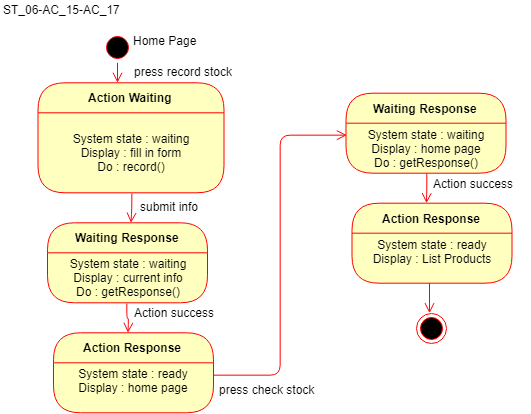 ST_06-AC_15-AC_17
Home Page
press record stock
Action Waiting
System state : waiting
Display : fill in form
Do : record()
submit info
Waiting Response
System state : waiting
Display : current info
Do : getResponse()
Action success
Action Response
System state : ready
Display : home page
press check stock
Waiting Response
System state : waiting
Display : home page
Do : getResponse()
Action success
Action Response
System state : ready
Display : List Products